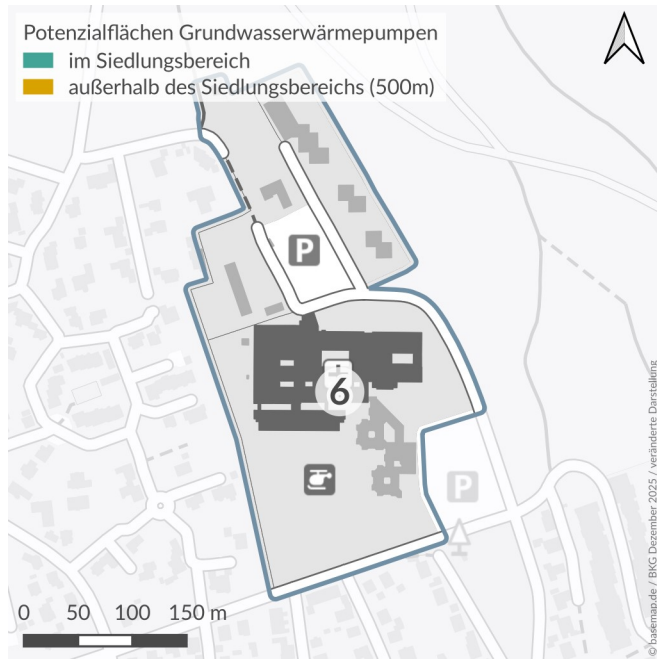 Potenzialflächen Grundwasserwärmepumpen
im Siedlungsbereich
außerhalb des Siedlungsbereichs (500m)
P
6
P
0 50 100 150 m
© basemap.de / BKG Dezember 2025 / veränderte Darstellung